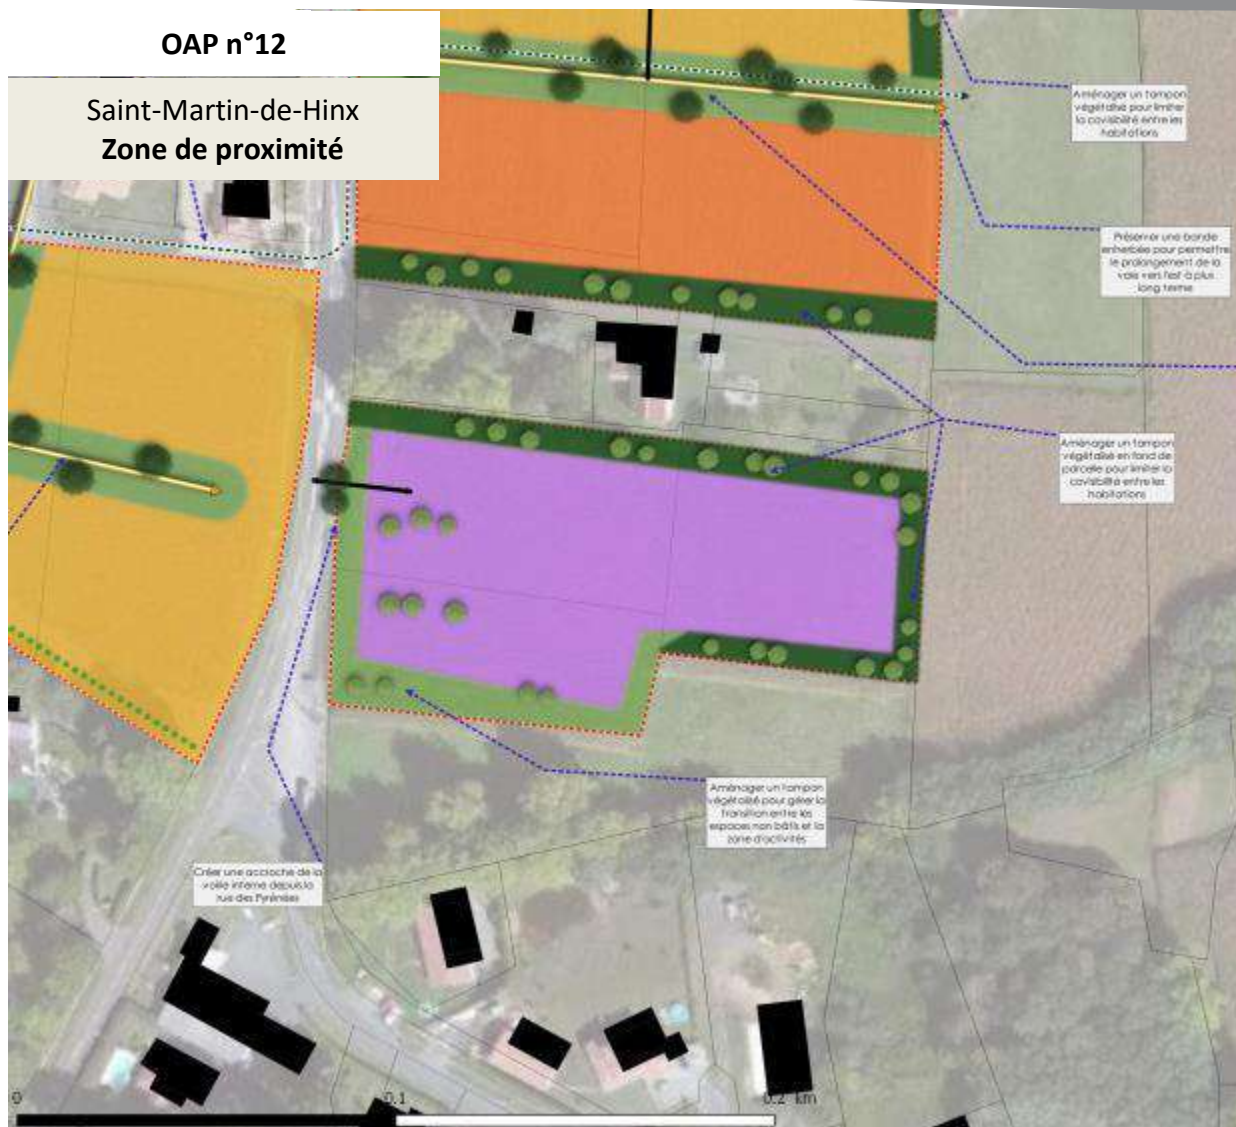 OAP n°12
Saint-Martin-de-Hinx
Zone de proximité
Aménager un tampon
végétalisé pour limiter
la covisibilité entre les
habitations
Préserver une bande
enherbée pour permettre
le prolongement de la
voie vers l'est à plus
long terme
Aménager un tampon
végétalisé en fond de
parcelle pour limiter la
covisibilité entre les
habitations
Aménager un tampon
végétalisé pour gérer la
transition entre les
espaces non bâtis et la
zone d'activités
Créer une accroche de la
voirie interne depuis la
rue des Pyrénées
0 0.1 0.2 km